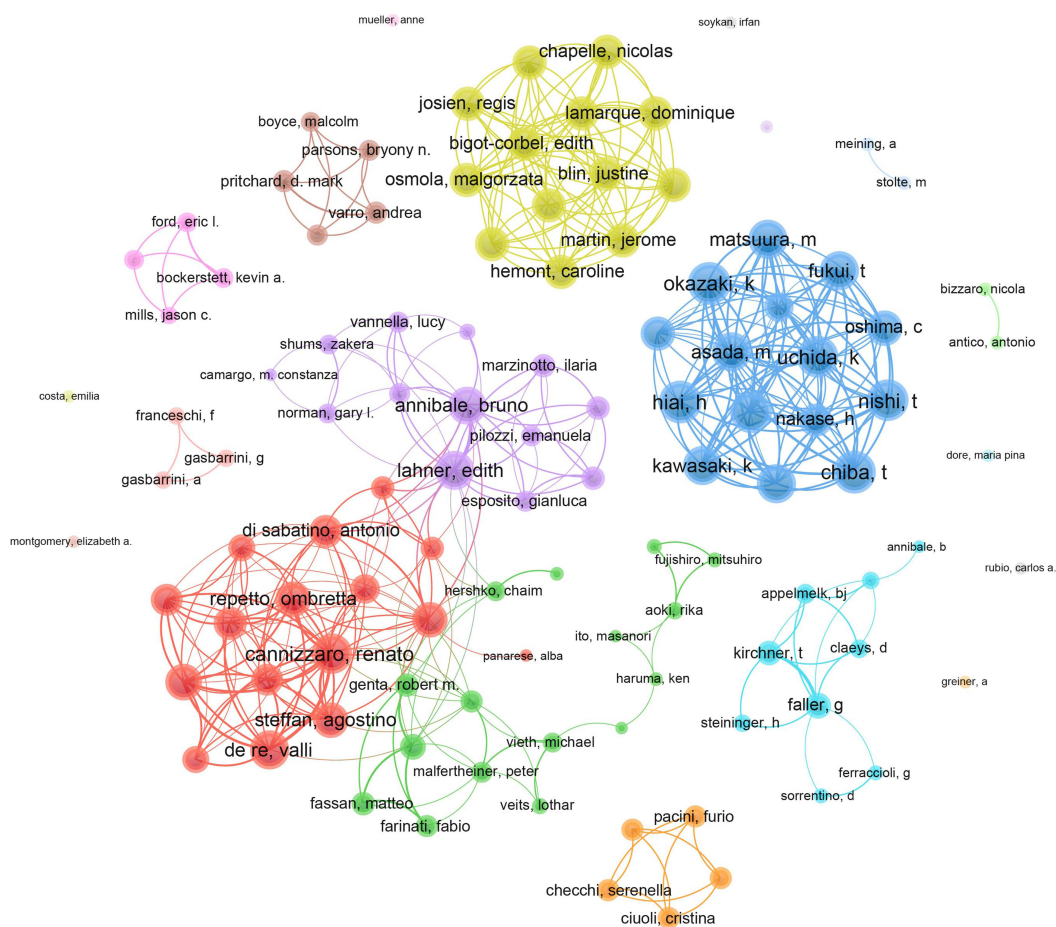 mueller, anne
soykan, irfan
chapelle, nicolas
josien, regis
lamarque, dominique
boyce, malcolm
bigot-corbel, edith
parsons, bryony n.
meining, a
blin, justine
osmola, malgorzata
pritchard, d. mark
stolte, m
varro, andrea
ford, eric l.
martin, jerome
matsuura, m
hemont, caroline
fukui, t
bockerstett, kevin a.
okazaki, k
bizzaro, nicola
mills, jason c.
vannella, lucy
oshima, c
shums, zakera
antico, antonio
asada, m
uchida, k
marzinotto, ilaria
camargo, m. constanza
costa, emilia
hiai, h
nishi, t
annibale, bruno
franceschi, f
norman, gary l.
nakase, h
pilozzi, emanuela
dore, maria pina
gasbarrini, g
kawasaki, k
lahner, edith
chiba, t
gasbarrini, a
esposito, gianluca
di sabatino, antonio
montgomery, elizabeth a.
annibale, b
fujishiro, mitsuhiro
rubio, carlos a.
hershko, chaim
appelmelk, bj
repetto, ombretta
aoki, rika
ito, masanori
claeys, d
kirchner, t
cannizzaro, renato
panarese, alba
haruma, ken
greiner, a
genta, robert m.
faller, g
steffan, agostino
steininger, h
vieth, michael
de re, valli
malfertheiner, peter
ferraccioli, g
sorrentino, d
fassan, matteo
veits, lothar
pacini, furio
farinati, fabio
checchi, serenella
ciuoli, cristina